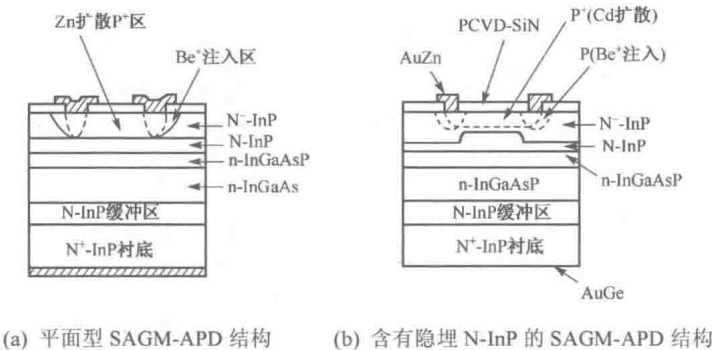 Zn扩散P⁺区
Be⁺注入区
N⁻-InP
N-InP
n-InGaAsP
n-InGaAs
N-InP缓冲区
N⁺-InP衬底
(a) 平面型 SAGM-APD 结构
PCVD-SiN
P⁺(Cd扩散)
AuZn
P(Be⁺注入)
N⁻-InP
N-InP
n-InGaAsP
n-InGaAsP
N-InP缓冲区
N⁺-InP衬底
AuGe
(b) 含有隐埋 N-InP 的 SAGM-APD 结构